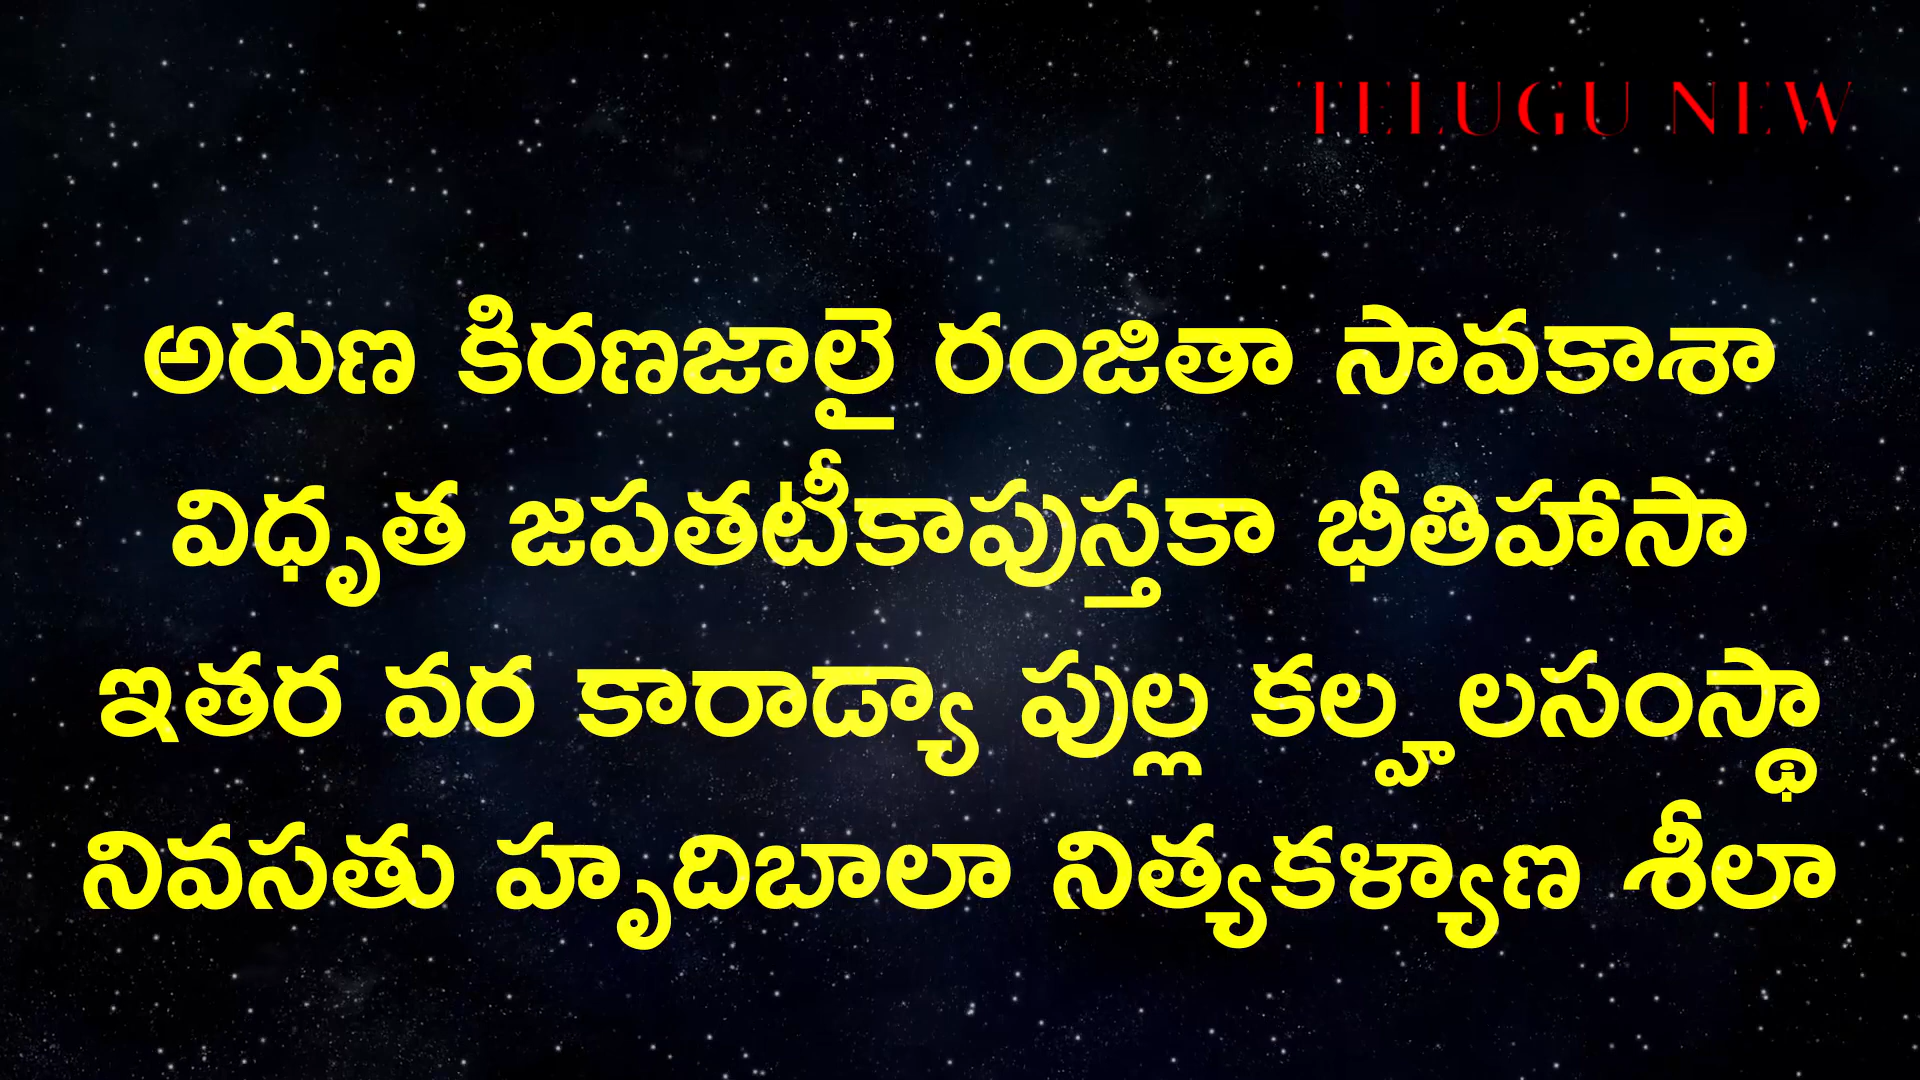 TELUGU NEW
అరుణ కిరణజాలై రంజితా సావకాశా
విధృత జపతటీకాపుస్తకా భీతిహాసా
ఇతర వర కారాడ్యా ఫుల్ల కల్హ లసంస్థా
నివసతు హృదిబాలా నిత్యకళ్యాణ శీలా